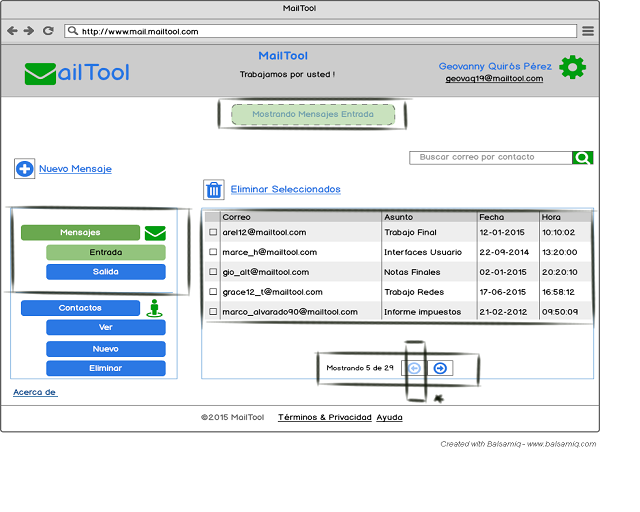 MailTool
http://www.mail.mailtool.com
ailTool
MailTool
Trabajamos por usted !
Geovanny Quirós Pérez
geovaq19@mailtool.com
Mostrando Mensajes Entrada
Buscar correo por contacto
Nuevo Mensaje
Eliminar Seleccionados
Mensajes
Entrada
Salida
Contactos
Ver
Nuevo
Eliminar
Acerca de
Correo Asunto Fecha Hora
arel12@mailtool.com Trabajo Final 12-01-2015 10:10:02
marce_h@mailtool.com Interfaces Usuario 22-09-2014 13:20:00
gio_alt@mailtool.com Notas Finales 02-01-2015 20:20:10
grace12_t@mailtool.com Trabajo Redes 17-06-2015 16:58:12
marco_alvarado90@mailtool.com Informe impuestos 21-02-2012 09:50:09
Mostrando 5 de 29
©2015 MailTool Términos & Privacidad Ayuda
Created with Balsamiq - www.balsamiq.com